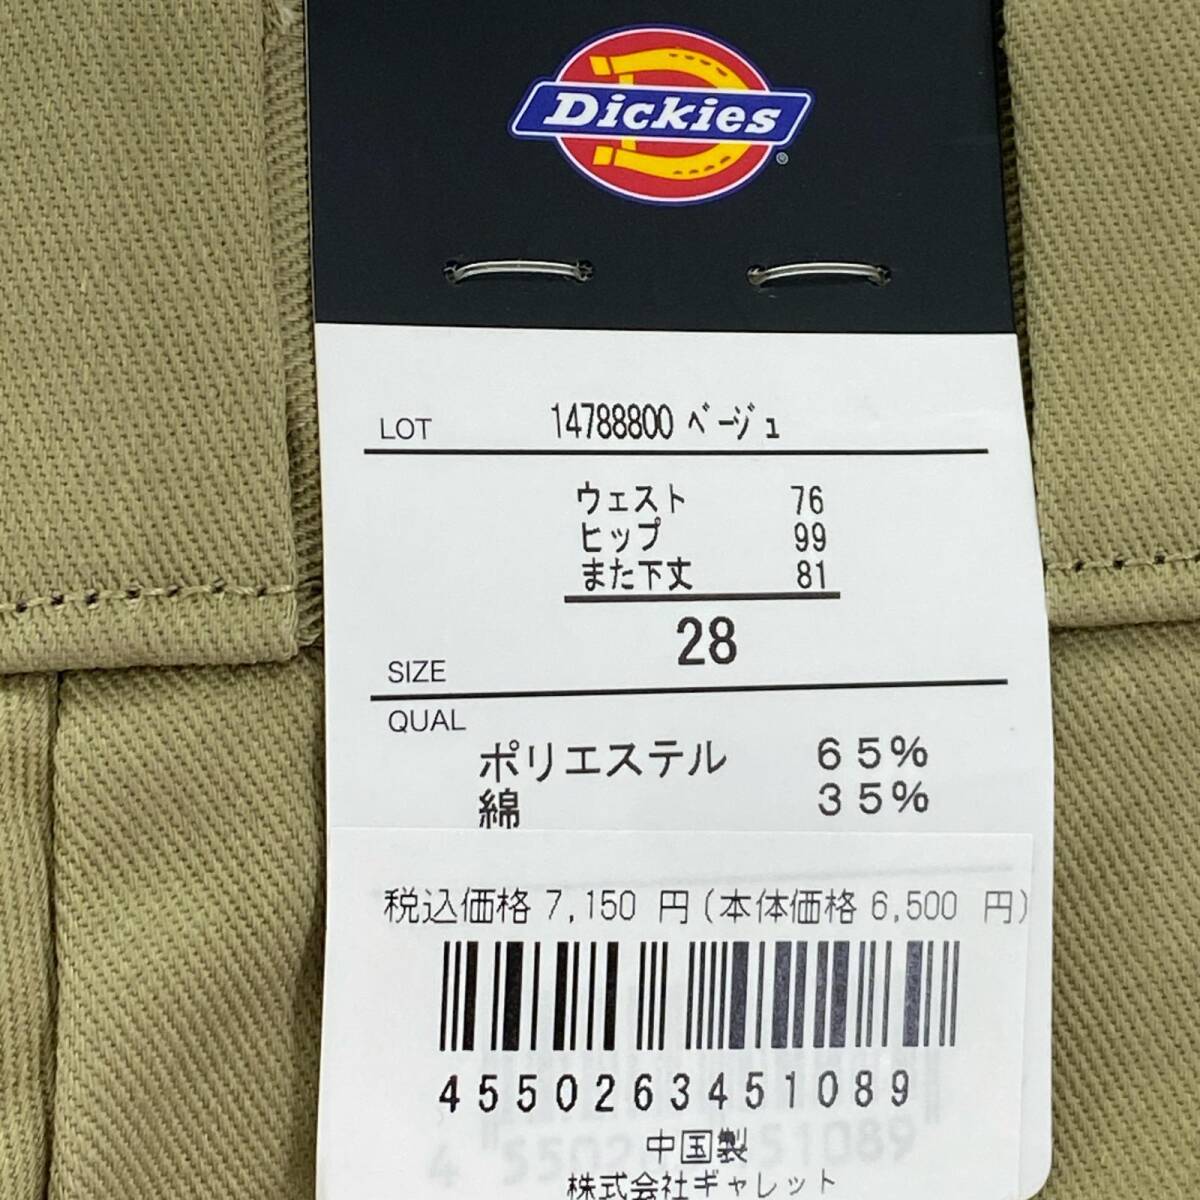 Dickies
®
LOT 14788800 ベージュ
ウェスト 76
ヒップ 99
また下丈 81
SIZE 28
QUAL
ポリエステル 65%
綿 35%
税込価格 7,150 円(本体価格 6,500 円)
4550263451089
中国製
株式会社ギャレット